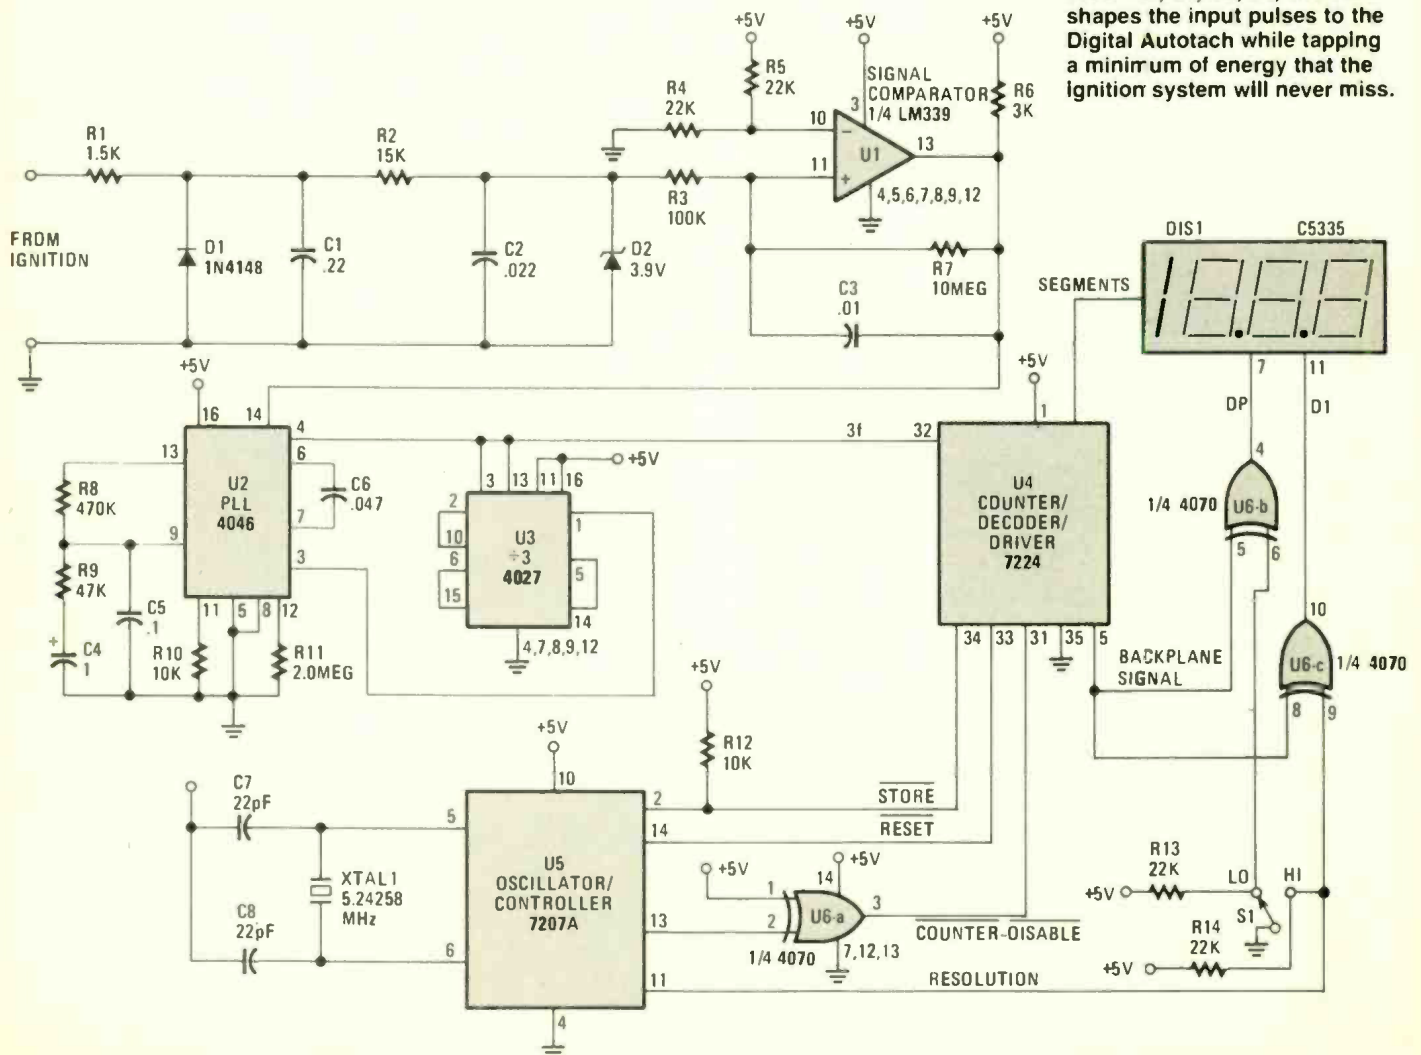 shapes the input pulses to the
Digital Autotach while tapping
a minimum of energy that the
ignition system will never miss.
+5V
+5V
+5V
R5
22K
R4
22K
SIGNAL
COMPARATOR
1/4 LM339
R6
3K
3
10
-
U1
13
11
+
4,5,6,7,8,9,12
R1
1.5K
R2
15K
R3
100K
FROM
IGNITION
D1
1N4148
C1
.22
C2
.022
D2
3.9V
R7
10MEG
C3
.01
DIS1
C5335
SEGMENTS
7
11
DP
D1
+5V
16
14
4
13
6
7
9
3
U2
PLL
4046
11
5
8
12
R8
470K
R9
47K
C4
+
1
C5
.1
R10
10K
R11
2.0MEG
C6
.047
3
13
11
16
+5V
2
10
6
15
1
5
14
U3
÷3
4027
4,7,8,9,12
3f
32
+5V
1
U4
COUNTER/
DECODER/
DRIVER
7224
34
33
31
35
5
BACKPLANE
SIGNAL
4
1/4 4070
U6-b
5
6
10
U6-c
1/4 4070
8
9
+5V
R12
10K
STORE
RESET
+5V
10
2
14
13
11
5
6
4
U5
OSCILLATOR/
CONTROLLER
7207A
C7
22pF
C8
22pF
XTAL1
5.24258
MHz
+5V
1
2
14
+5V
U6-a
3
1/4 4070
7,12,13
COUNTER-DISABLE
RESOLUTION
R13
22K
+5V
LO
HI
S1
R14
22K
+5V